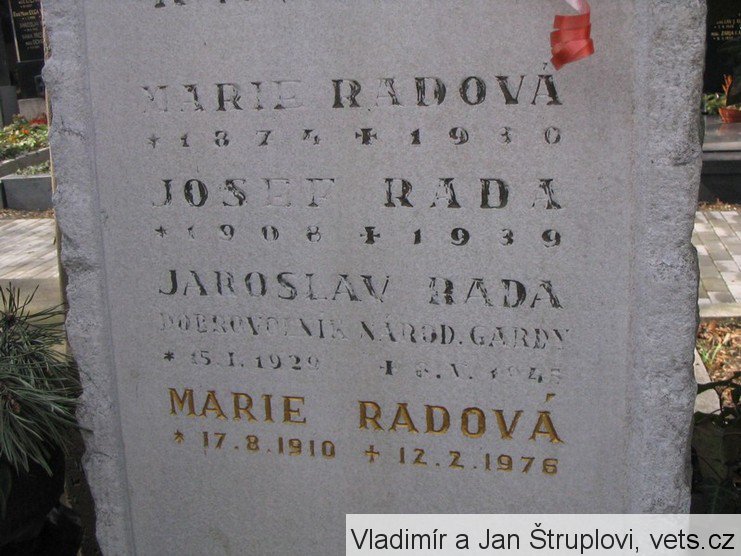 MARIE RADOVÁ
* 1874 ✝ 1930
JOSEF RADA
* 1908 ✝ 1939
JAROSLAV RADA
DOBROVOLNÍK NÁROD. GARDY
* 15.1.1929 ✝ 8.V.1945
MARIE RADOVÁ
* 17.8.1910 ✝ 12.2.1976
Vladimír a Jan Štruplovi, vets.cz